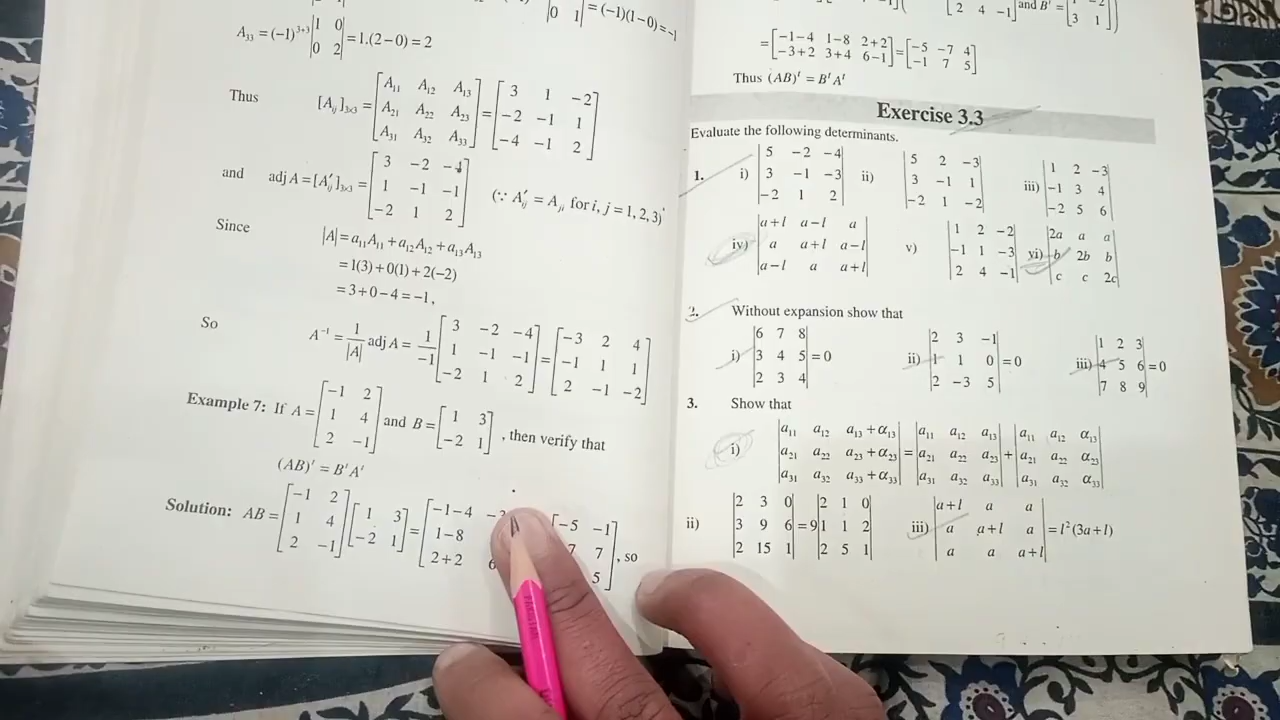 |0 1| = (−1)(1−0) = −1
A₃₃ = (−1)³⁺³ |1 0; 0 2| = 1.(2−0) = 2
Thus [Aᵢⱼ]₃ₓ₃ = [A₁₁ A₁₂ A₁₃; A₂₁ A₂₂ A₂₃; A₃₁ A₃₂ A₃₃] = [3 1 −2; −2 −1 1; −4 −1 2]
and adj A = [A′ᵢⱼ]₃ₓ₃ = [3 −2 −4; 1 −1 −1; −2 1 2] (∵ A′ᵢⱼ = Aⱼᵢ for i, j = 1, 2, 3)
Since |A| = a₁₁A₁₁ + a₁₂A₁₂ + a₁₃A₁₃
= 1(3)+0(1)+2(−2)
= 3+0−4 = −1,
So A⁻¹ = 1/|A| adj A = 1/−1 [3 −2 −4; 1 −1 −1; −2 1 2] = [−3 2 4; −1 1 1; 2 −1 −2]
Example 7: If A = [−1 2; 1 4; 2 −1] and B = [1 3; −2 1], then verify that
(AB)ᵗ = BᵗAᵗ
Solution: AB = [−1 2; 1 4; 2 −1] [1 3; −2 1] = [−1−4; 1−8; 2+2] [−5 −1; 7; 5], so
[2 4 −1] and Bᵗ = [1 −2; 3 1])
= [−1−4 1−8 2+2; −3+2 3+4 6−1] = [−5 −7 4; −1 7 5]
Thus (AB)ᵗ = BᵗAᵗ
Exercise 3.3
Evaluate the following determinants.
1. i) |5 −2 −4; 3 −1 −3; −2 1 2| ii) |5 2 −3; 3 −1 1; −2 1 −2| iii) |1 2 −3; −1 3 4; −2 5 6|
iv) |a+l a−l a; a a+l a−l; a−l a a+l| v) |1 2 −2; −1 1 −3; 2 4 −1| vi) |2a a a; b 2b b; c c 2c|
2. Without expansion show that
i) |6 7 8; 3 4 5; 2 3 4| = 0 ii) |2 3 −1; 1 1 0; 2 −3 5| = 0 iii) |1 2 3; 4 5 6; 7 8 9| = 0
3. Show that
i) |a₁₁ a₁₂ a₁₃+α₁₃; a₂₁ a₂₂ a₂₃+α₂₃; a₃₁ a₃₂ a₃₃+α₃₃| = |a₁₁ a₁₂ a₁₃; a₂₁ a₂₂ a₂₃; a₃₁ a₃₂ a₃₃| + |a₁₁ a₁₂ α₁₃; a₂₁ a₂₂ α₂₃; a₃₁ a₃₂ α₃₃|
ii) |2 3 0; 3 9 6; 2 15 1| = 9 |2 1 0; 1 1 2; 2 5 1| iii) |a+l a a; a a+l a; a a a+l| = l²(3a+l)